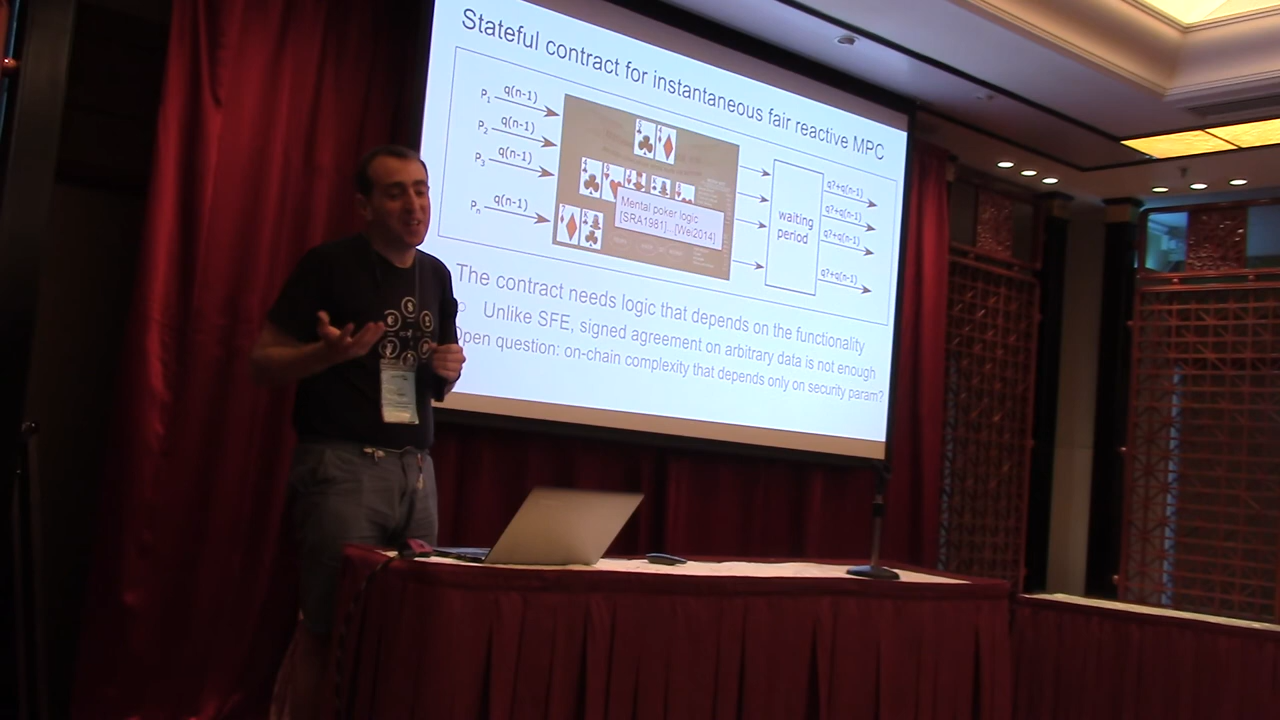 Stateful contract for instantaneous fair reactive MPC
P1 q(n-1)
P2 q(n-1)
P3 q(n-1)
Pn q(n-1)
Mental poker logic
[SRA1981]...[Wei2014]
waiting
period
q?+q(n-1)
q?+q(n-1)
q?+q(n-1)
q?+q(n-1)
The contract needs logic that depends on the functionality
Unlike SFE, signed agreement on arbitrary data is not enough
Open question: on-chain complexity that depends only on security param?